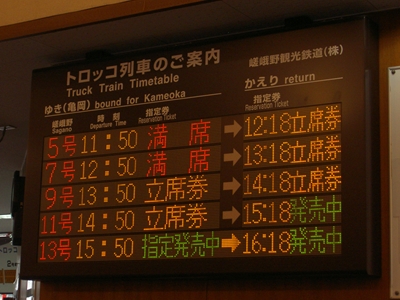 トロッコ列車のご案内
Truck Train Timetable
嵯峨野観光鉄道(株)
ゆき(亀岡) bound for Kameoka
かえり return
嵯峨野 時刻 指定券 指定券
Sagano Departure Time Reservation Ticket Reservation Ticket
5号 11:50 満席 ➡ 12:18 立席券
7号 12:50 満席 ➡ 13:18 立席券
9号 13:50 立席券 ➡ 14:18 立席券
11号 14:50 立席券 ➡ 15:18 発売中
13号 15:50 指定発売中 ➡ 16:18 発売中